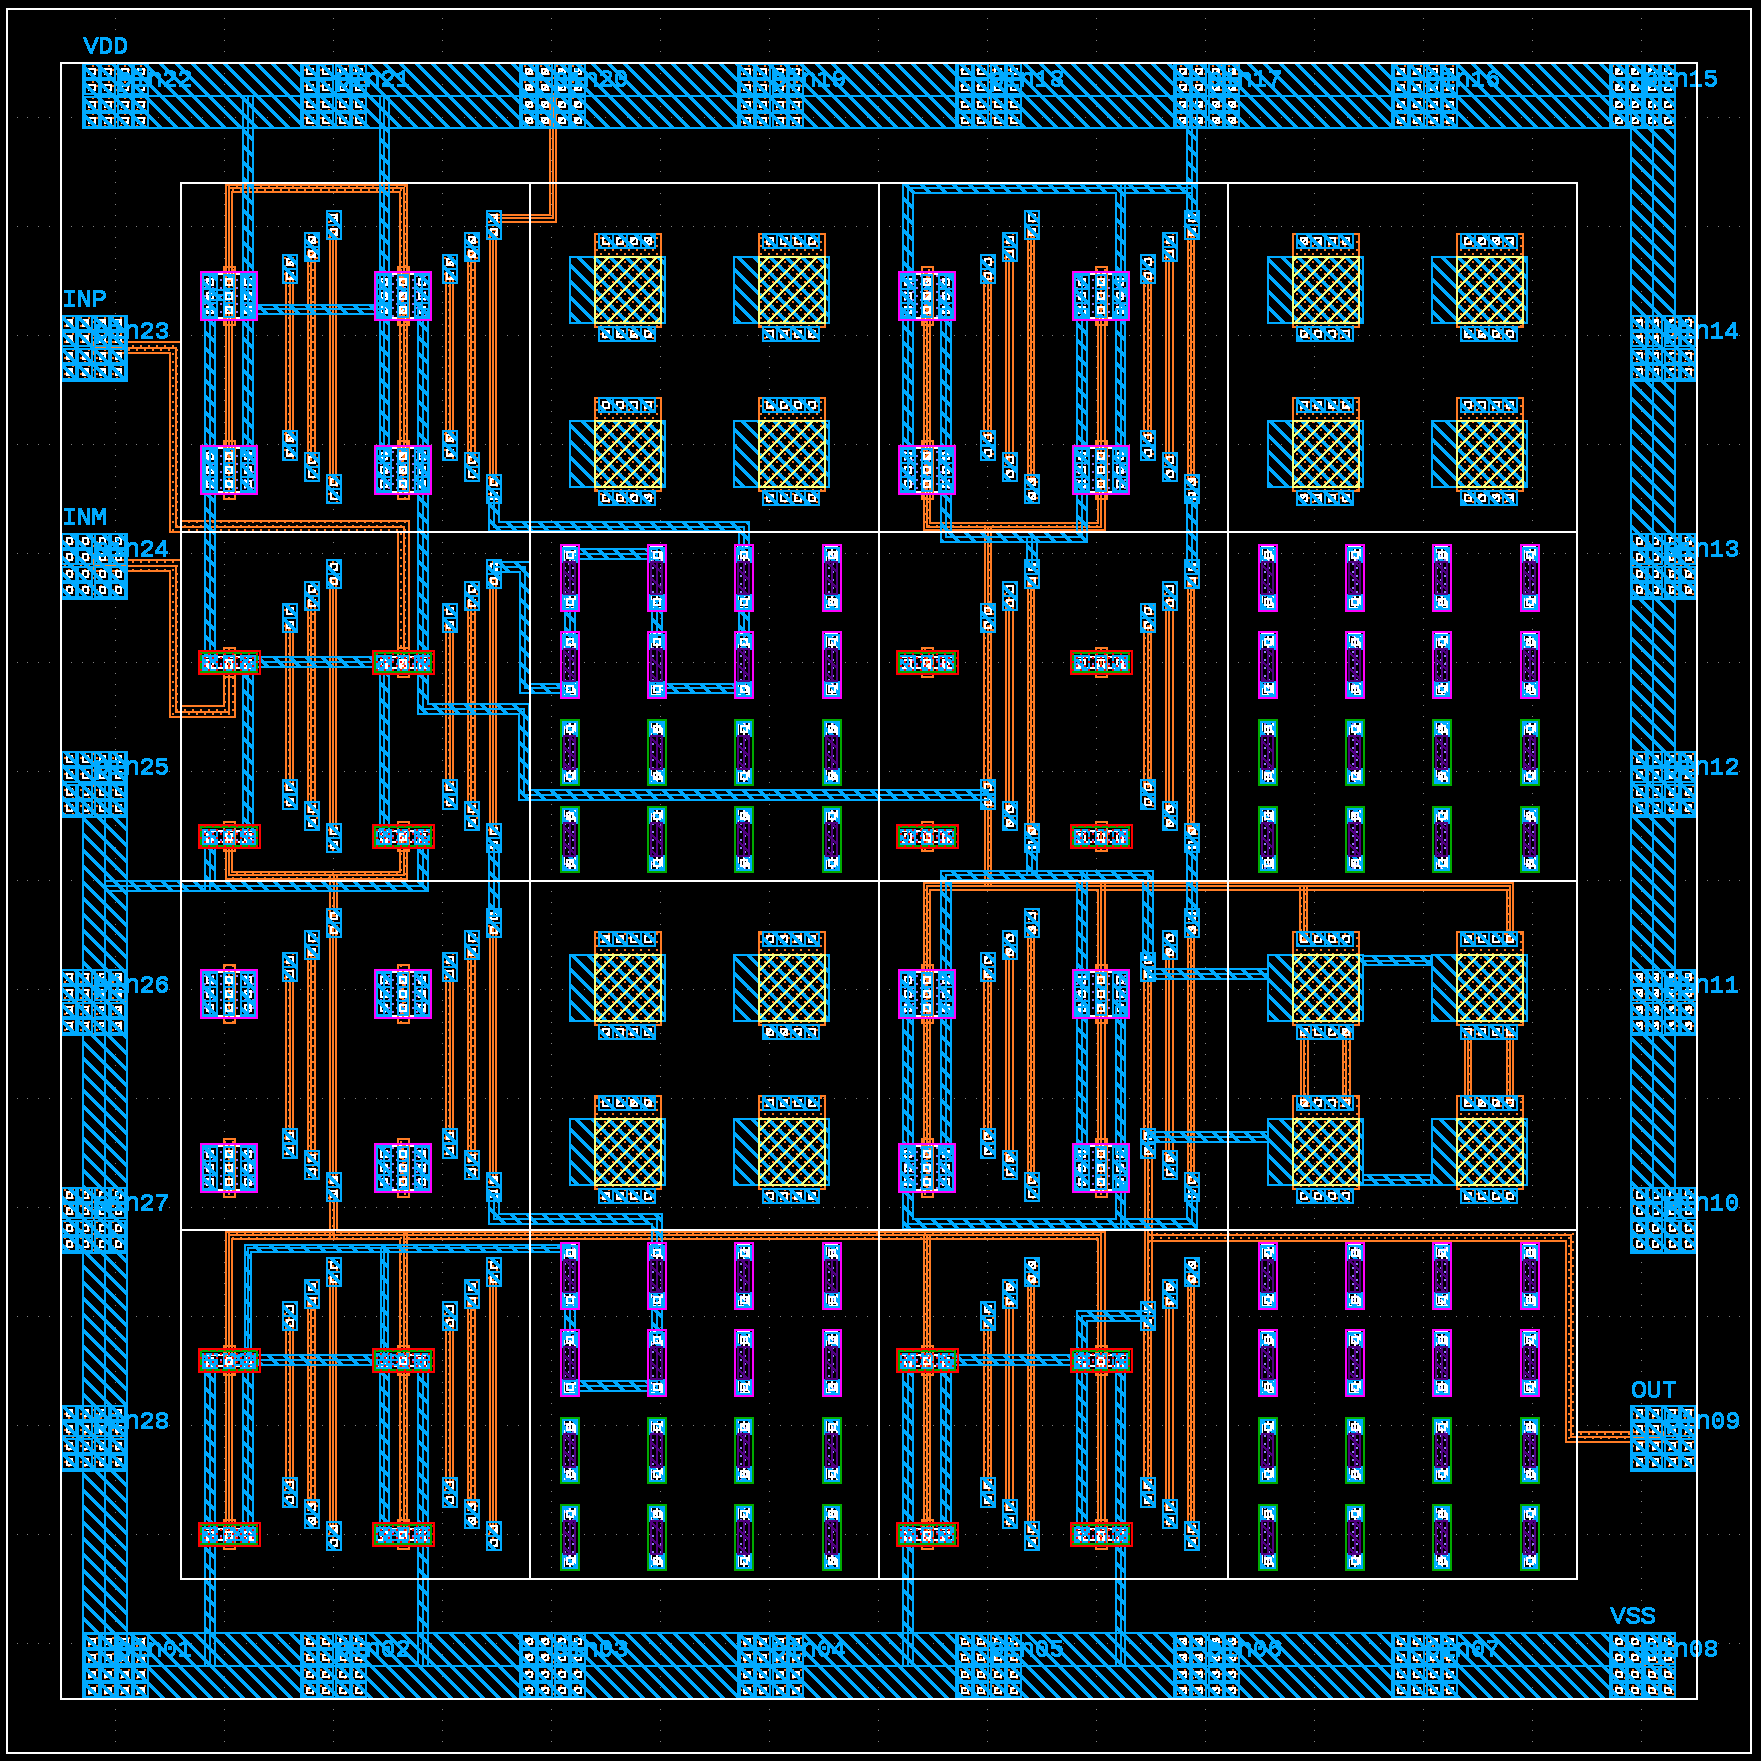 VDD
Pin22 Pin21 Pin20 Pin19 Pin18 Pin17 Pin16 Pin15
INP
Pin23 Pin14
INM
Pin24 Pin13
Pin25 Pin12
Pin26 Pin11
Pin27 Pin10
OUT
Pin28 Pin09
VSS
Pin01 Pin02 Pin03 Pin04 Pin05 Pin06 Pin07 Pin08